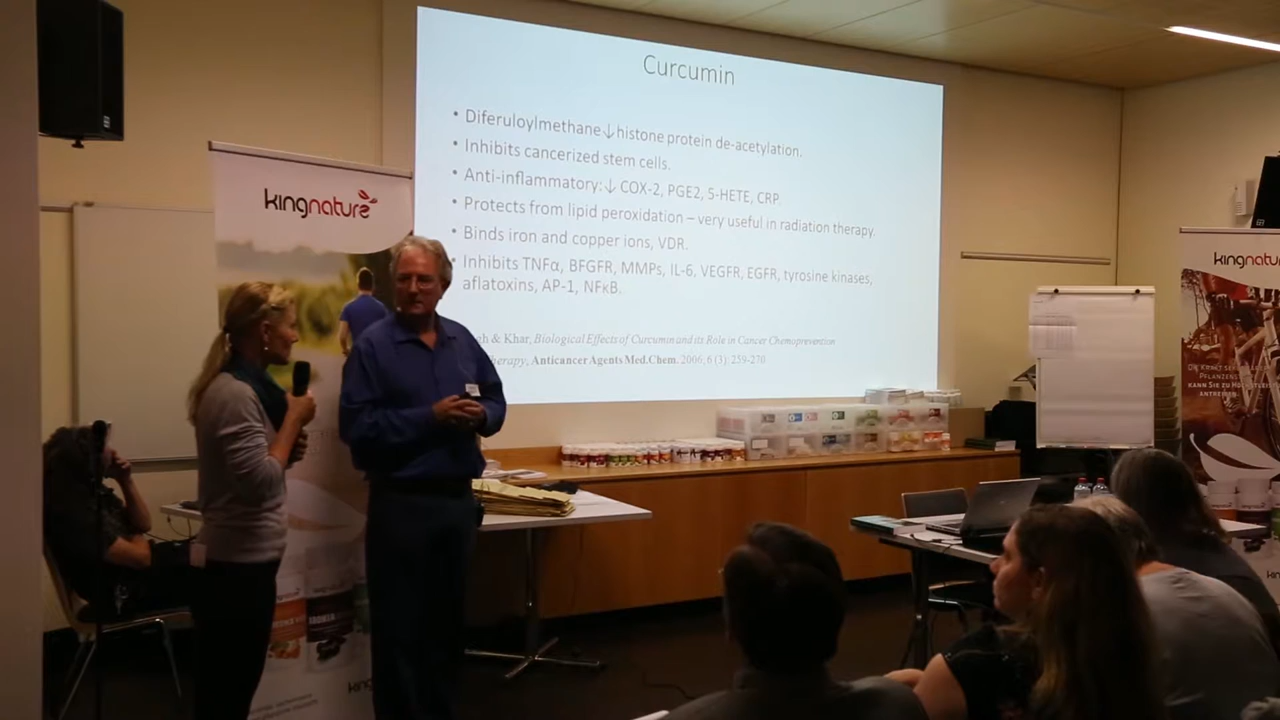 Curcumin
• Diferuloylmethane↓histone protein de-acetylation.
• Inhibits cancerized stem cells.
• Anti-inflammatory:↓ COX-2, PGE2, 5-HETE, CRP.
• Protects from lipid peroxidation – very useful in radiation therapy.
• Binds iron and copper ions, VDR.
• Inhibits TNFα, BFGFR, MMPs, IL-6, VEGFR, EGFR, tyrosine kinases,
aflatoxins, AP-1, NFκB.
& Khar, Biological Effects of Curcumin and its Role in Cancer Chemoprevention
Anticancer Agents Med.Chem. 2006, 6 (3): 259-270
kingnature
kingnatu
KANN SIE ZU